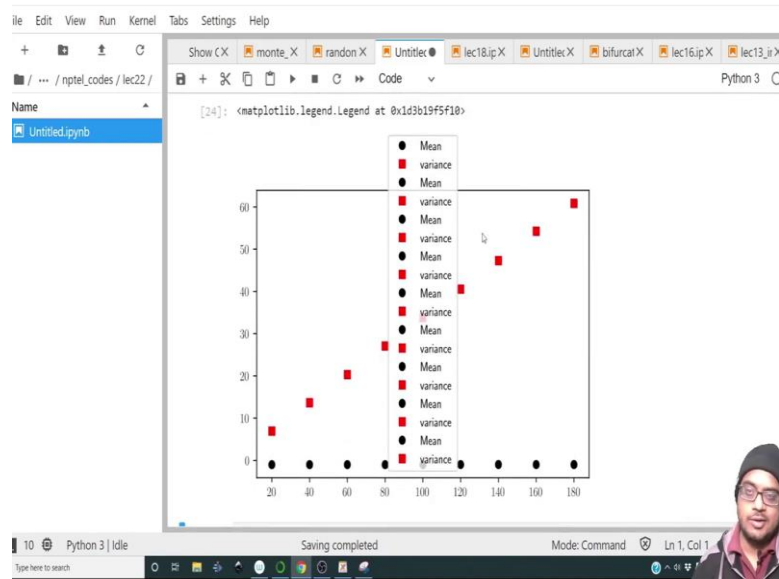 ile Edit View Run Kernel Tabs Settings Help
Show C X monte_ X randon X Untitlec lec18.ip X Untitlec X bifurcat X lec16.ip X lec13_ir X
/ ··· / nptel_codes / lec22 /
Code Python 3
Name
Untitled.ipynb
[24]: <matplotlib.legend.Legend at 0x1d3b19f5f10>
Mean
variance
Mean
variance
Mean
variance
Mean
variance
Mean
variance
Mean
variance
Mean
variance
Mean
variance
Mean
variance
60
50
40
30
20
10
0
20 40 60 80 100 120 140 160 180
10 Python 3 | Idle Saving completed Mode: Command Ln 1, Col 1
Type here to search